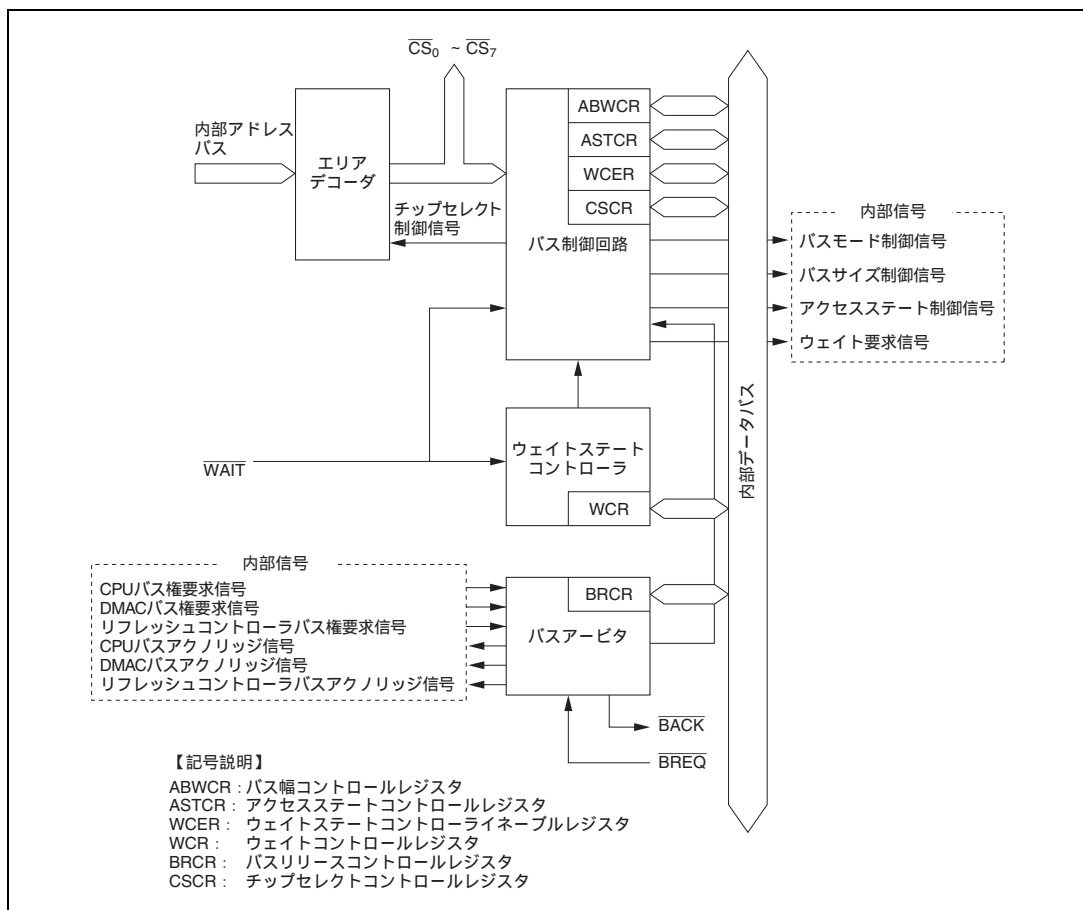 C̅S̅₀ ~ C̅S̅₇
内部アドレス
バス
エリア
デコーダ
チップセレクト
制御信号
ABWCR
ASTCR
WCER
CSCR
バス制御回路
内部信号
バスモード制御信号
バスサイズ制御信号
アクセスステート制御信号
ウェイト要求信号
W̅A̅I̅T̅
ウェイトステート
コントローラ
WCR
内部データバス
内部信号
CPUバス権要求信号
DMACバス権要求信号
リフレッシュコントローラバス権要求信号
CPUバスアクノリッジ信号
DMACバスアクノリッジ信号
リフレッシュコントローラバスアクノリッジ信号
BRCR
バスアービタ
B̅A̅C̅K̅
B̅R̅E̅Q̅
【記号説明】
ABWCR : バス幅コントロールレジスタ
ASTCR : アクセスステートコントロールレジスタ
WCER : ウェイトステートコントローライネーブルレジスタ
WCR : ウェイトコントロールレジスタ
BRCR : バスリリースコントロールレジスタ
CSCR : チップセレクトコントロールレジスタ